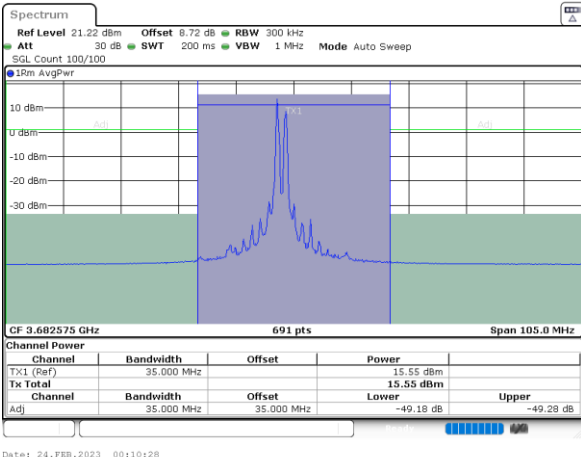 Spectrum
Ref Level 21.22 dBm Offset 8.72 dB RBW 300 kHz
Att 30 dB SWT 200 ms VBW 1 MHz Mode Auto Sweep
SGL Count 100/100
1Rm AvgPwr
10 dBm
TX1
Adj Adj
0 dBm
-10 dBm
-20 dBm
-30 dBm
CF 3.682575 GHz 691 pts Span 105.0 MHz
Channel Power
Channel Bandwidth Offset Power
TX1 (Ref) 35.000 MHz 15.55 dBm
Tx Total 15.55 dBm
Channel Bandwidth Offset Lower Upper
Adj 35.000 MHz 35.000 MHz -49.18 dB -49.28 dB
Ready
Date: 24.FEB.2023 00:10:28